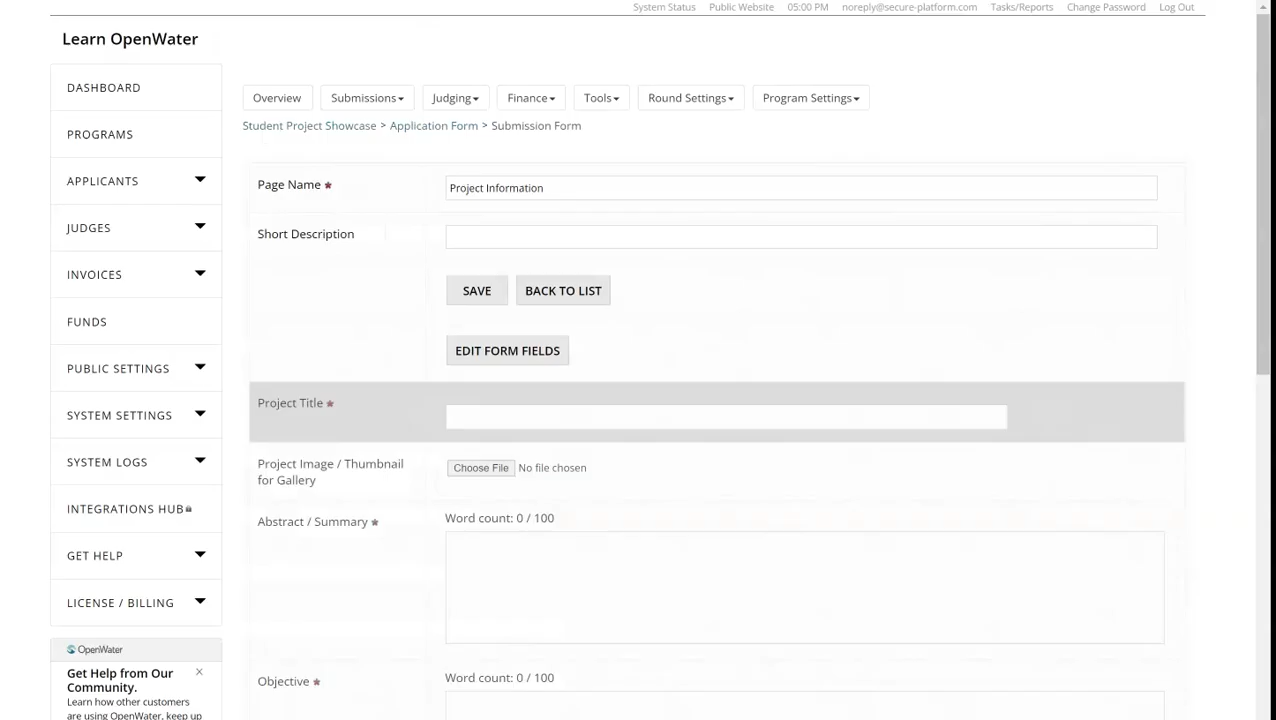 System Status Public Website 05:00 PM noreply@secure-platform.com Tasks/Reports Change Password Log Out
Learn OpenWater
DASHBOARD
PROGRAMS
APPLICANTS
JUDGES
INVOICES
FUNDS
PUBLIC SETTINGS
SYSTEM SETTINGS
SYSTEM LOGS
INTEGRATIONS HUB
GET HELP
LICENSE / BILLING
OpenWater
Get Help from Our
Community.
Learn how other customers
are using OpenWater, keep up
Overview Submissions Judging Finance Tools Round Settings Program Settings
Student Project Showcase > Application Form > Submission Form
Page Name
Project Information
Short Description
SAVE BACK TO LIST
EDIT FORM FIELDS
Project Title
Project Image / Thumbnail
for Gallery
Choose File No file chosen
Abstract / Summary
Word count: 0 / 100
Objective
Word count: 0 / 100